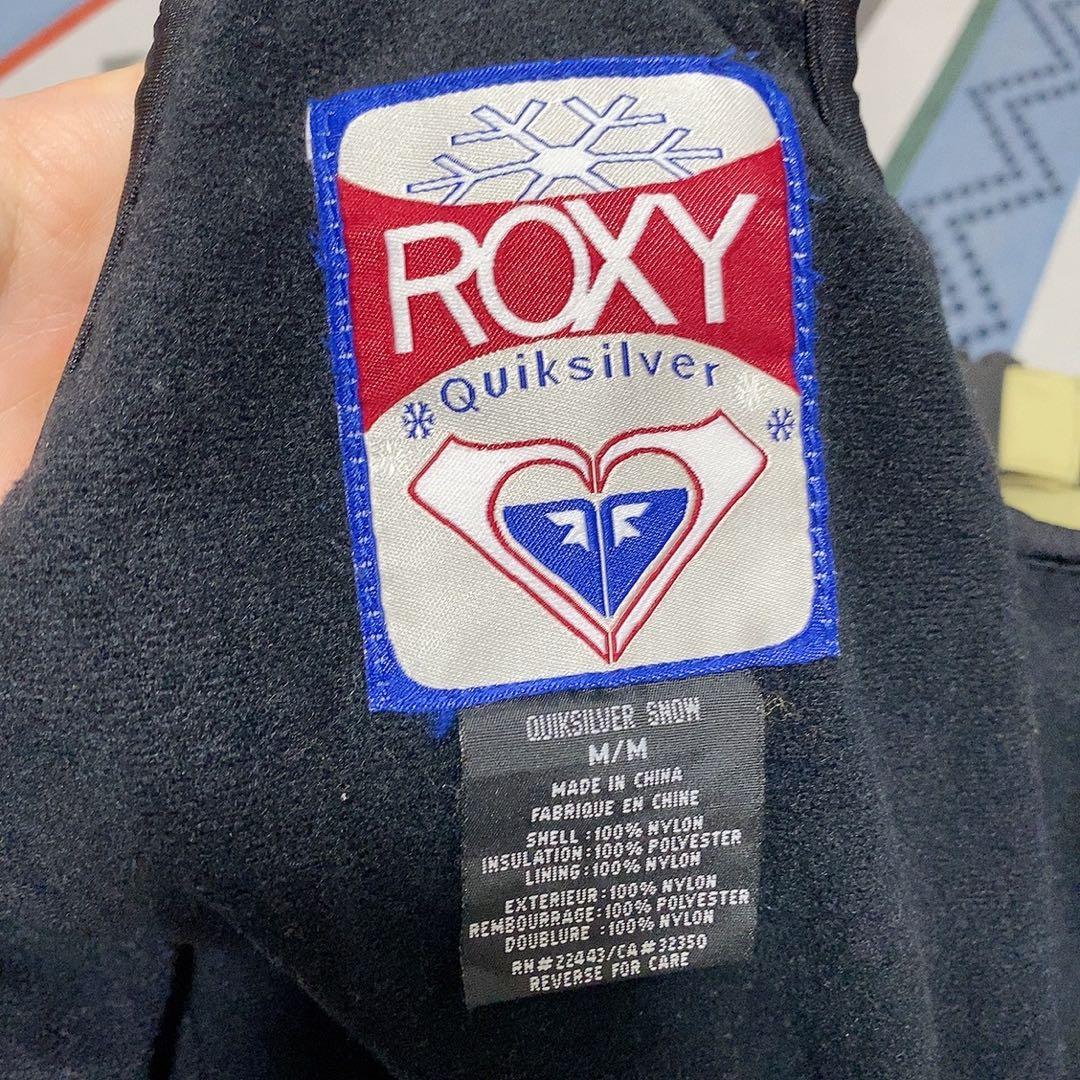 ROXY
Quiksilver
QUIKSILVER SNOW
M/M
MADE IN CHINA
FABRIQUE EN CHINE
SHELL:100% NYLON
INSULATION:100% POLYESTER
LINING:100% NYLON
EXTERIEUR:100% NYLON
REMBOURRAGE:100% POLYESTER
DOUBLURE :100% NYLON
RN#22443/CA#32350
REVERSE FOR CARE